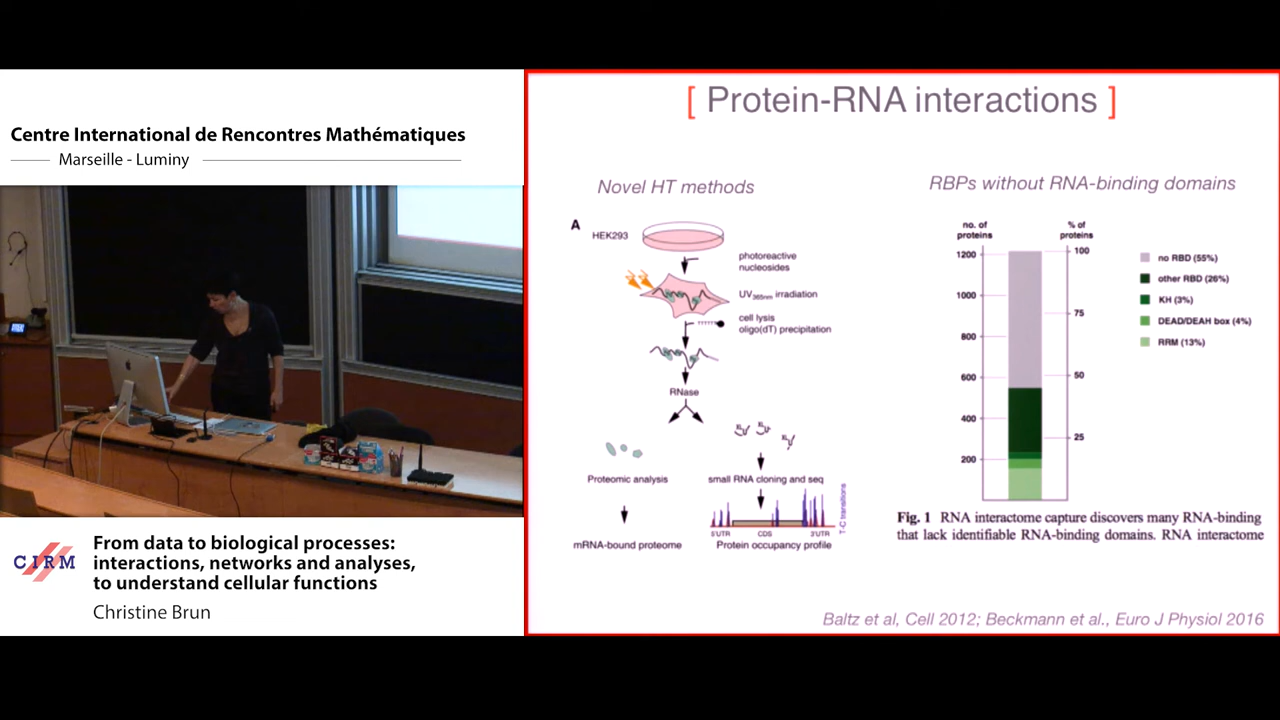 Centre International de Rencontres Mathématiques
Marseille - Luminy
CIRM
From data to biological processes:
interactions, networks and analyses,
to understand cellular functions
Christine Brun
[ Protein-RNA interactions ]
Novel HT methods
A
HEK293
photoreactive
nucleosides
UV365nm irradiation
cell lysis
oligo(dT) precipitation
RNase
Proteomic analysis
small RNA cloning and seq
mRNA-bound proteome
5'UTR
CDS
3'UTR
T-C transitions
Protein occupancy profile
RBPs without RNA-binding domains
no. of
proteins
% of
proteins
1200
1000
800
600
400
200
100
75
50
25
no RBD (55%)
other RBD (26%)
KH (3%)
DEAD/DEAH box (4%)
RRM (13%)
Fig. 1 RNA interactome capture discovers many RNA-binding
that lack identifiable RNA-binding domains. RNA interactome
Baltz et al, Cell 2012; Beckmann et al., Euro J Physiol 2016